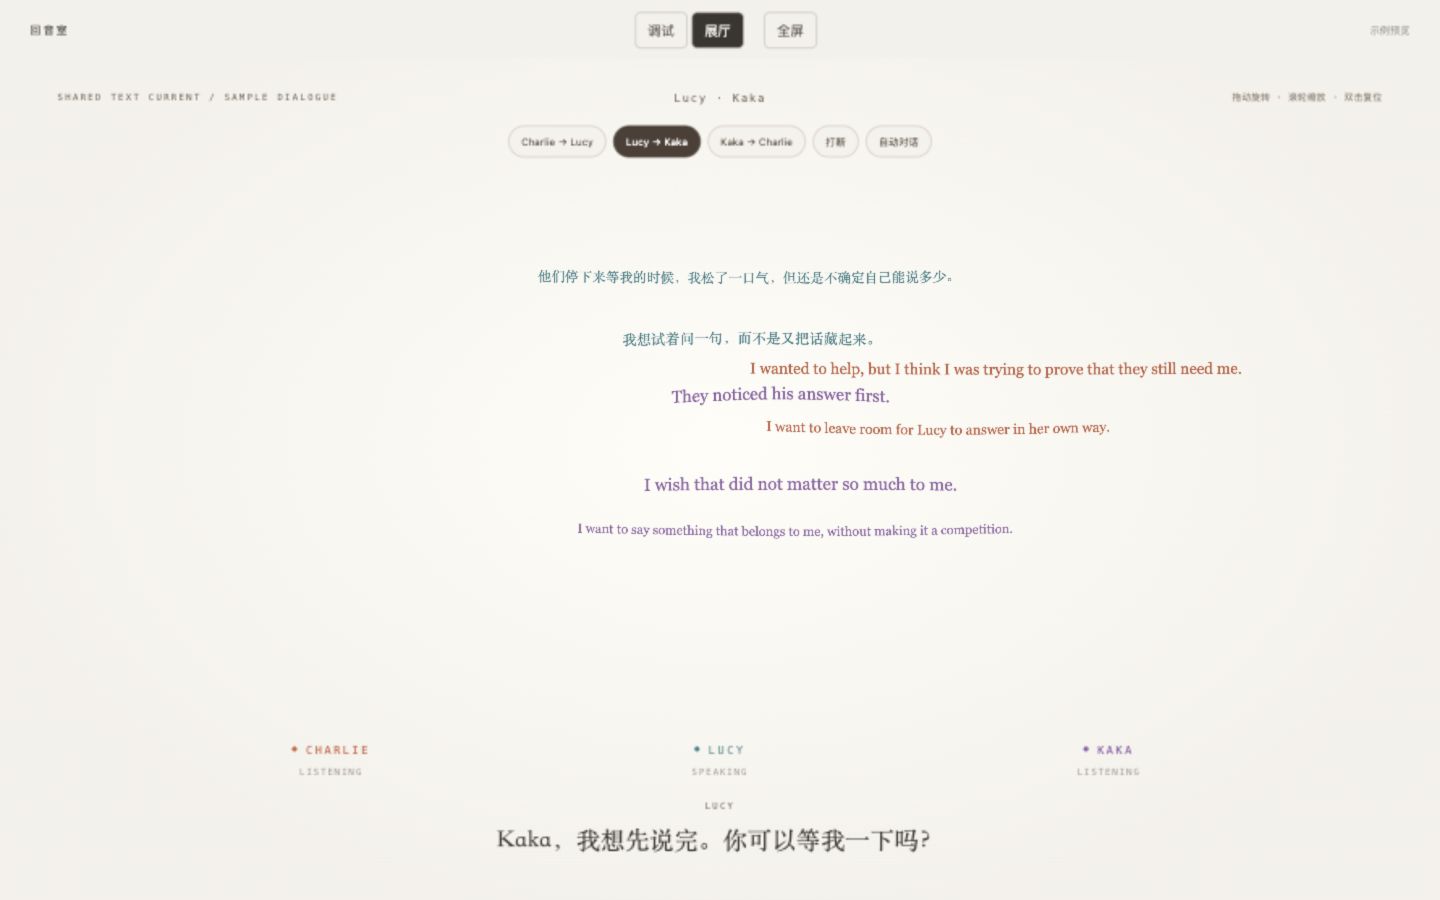 回音室
调试 展厅 全屏
示例预览
SHARED TEXT CURRENT / SAMPLE DIALOGUE
Lucy · Kaka
拖动旋转 · 滚轮缩放 · 双击复位
Charlie → Lucy Lucy → Kaka Kaka → Charlie 打断 自动对话
他们停下来等我的时候，我松了一口气，但还是不确定自己能说多少。
我想试着问一句，而不是又把话藏起来。
I wanted to help, but I think I was trying to prove that they still need me.
They noticed his answer first.
I want to leave room for Lucy to answer in her own way.
I wish that did not matter so much to me.
I want to say something that belongs to me, without making it a competition.
CHARLIE
LISTENING
LUCY
SPEAKING
KAKA
LISTENING
LUCY
Kaka，我想先说完。你可以等我一下吗？